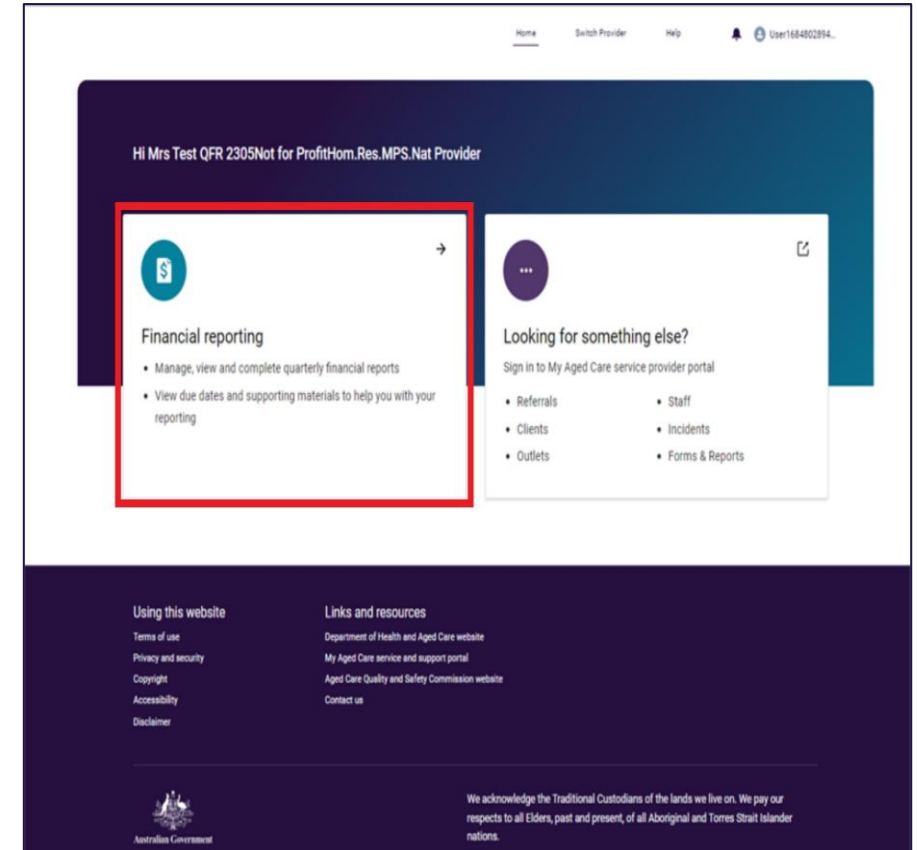 Home Switch Provider Help User1684802894...
Hi Mrs Test QFR 2305Not for ProfitHom.Res.MPS.Nat Provider
$
Financial reporting
• Manage, view and complete quarterly financial reports
• View due dates and supporting materials to help you with your
reporting
Looking for something else?
Sign in to My Aged Care service provider portal
• Referrals
• Clients
• Outlets
• Staff
• Incidents
• Forms & Reports
Using this website
Terms of use
Privacy and security
Copyright
Accessibility
Disclaimer
Links and resources
Department of Health and Aged Care website
My Aged Care service and support portal
Aged Care Quality and Safety Commission website
Contact us
Australian Government
We acknowledge the Traditional Custodians of the lands we live on. We pay our
respects to all Elders, past and present, of all Aboriginal and Torres Strait Islander
nations.